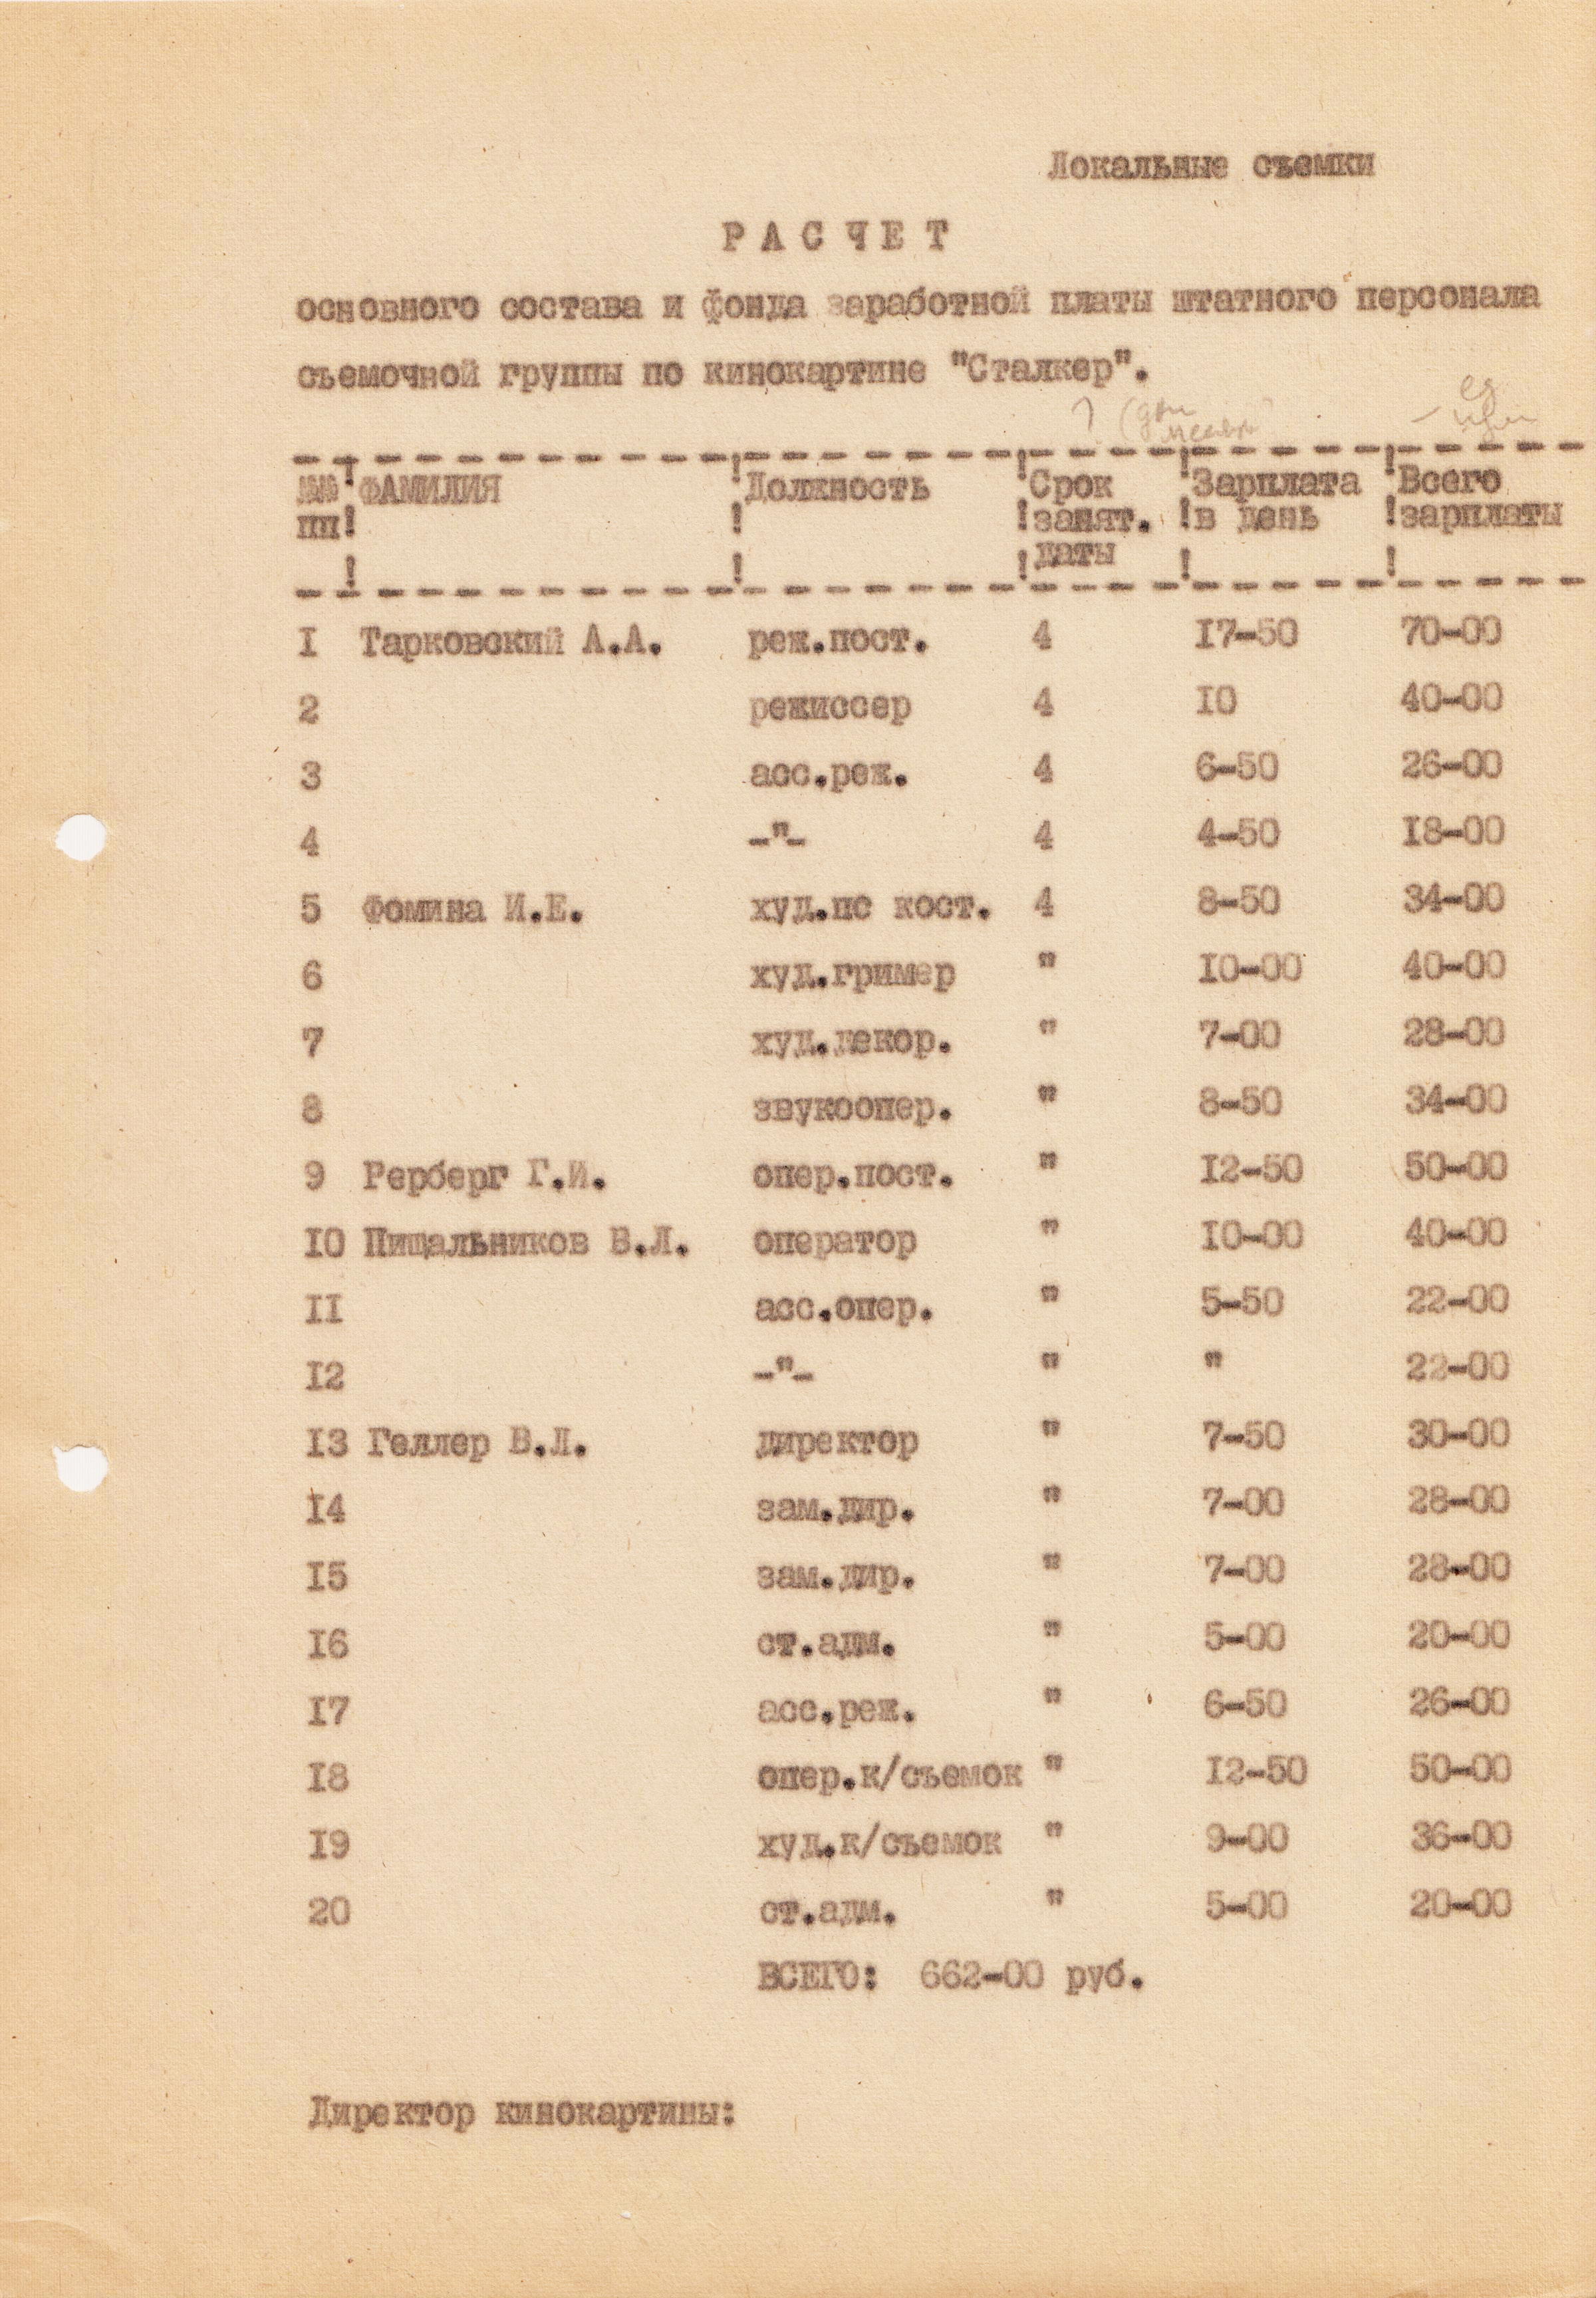 Локальные съемки
РАСЧЕТ
основного состава и фонда заработной платы штатного персонала
съемочной группы по кинокартине "Сталкер".
№№ ! ФАМИЛИЯ ! Должность ! Срок ! Зарплата ! Всего
пп ! ! ! занят. ! в день ! зарплаты
! ! ! даты ! !
I Тарковский А.А. реж.пост. 4 I7-50 70-00
2 режиссер 4 I0 40-00
3 асс.реж. 4 6-50 26-00
4 -"- 4 4-50 I8-00
5 Фомина И.Е. худ.по кост. 4 8-50 34-00
6 худ.гример " I0-00 40-00
7 худ.декор. " 7-00 28-00
8 звукоопер. " 8-50 34-00
9 Рерберг Г.И. опер.пост. " I2-50 50-00
I0 Пищальников В.Л. оператор " I0-00 40-00
II асс.опер. " 5-50 22-00
I2 -"- " " 22-00
I3 Геллер В.Л. директор " 7-50 30-00
I4 зам.дир. " 7-00 28-00
I5 зам.дир. " 7-00 28-00
I6 ст.адм. " 5-00 20-00
I7 асс.реж. " 6-50 26-00
I8 опер.к/съемок " I2-50 50-00
I9 худ.к/съемок " 9-00 36-00
20 ст.адм. " 5-00 20-00
ВСЕГО: 662-00 руб.
Директор кинокартины: